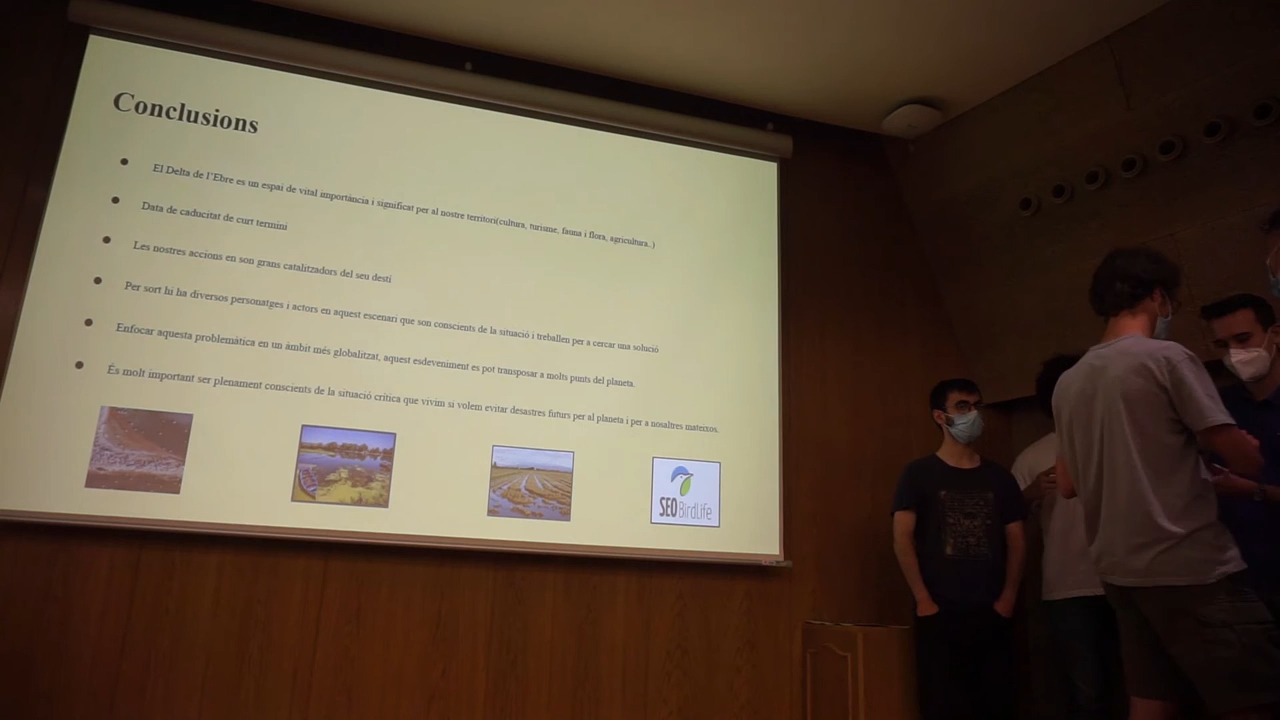 Conclusions
El Delta de l'Ebre es un espai de vital importància i significat per al nostre territori(cultura, turisme, fauna i flora, agricultura..)
Data de caducitat de curt termini
Les nostres accions en son grans catalitzadors del seu destí
Per sort hi ha diversos personatges i actors en aquest escenari que son conscients de la situació i treballen per a cercar una solució
Enfocar aquesta problemàtica en un àmbit més globalitzat, aquest esdeveniment es pot transposar a molts punts del planeta.
És molt important ser plenament conscients de la situació crítica que vivim si volem evitar desastres futurs per al planeta i per a nosaltres mateixos.
SEO BirdLife